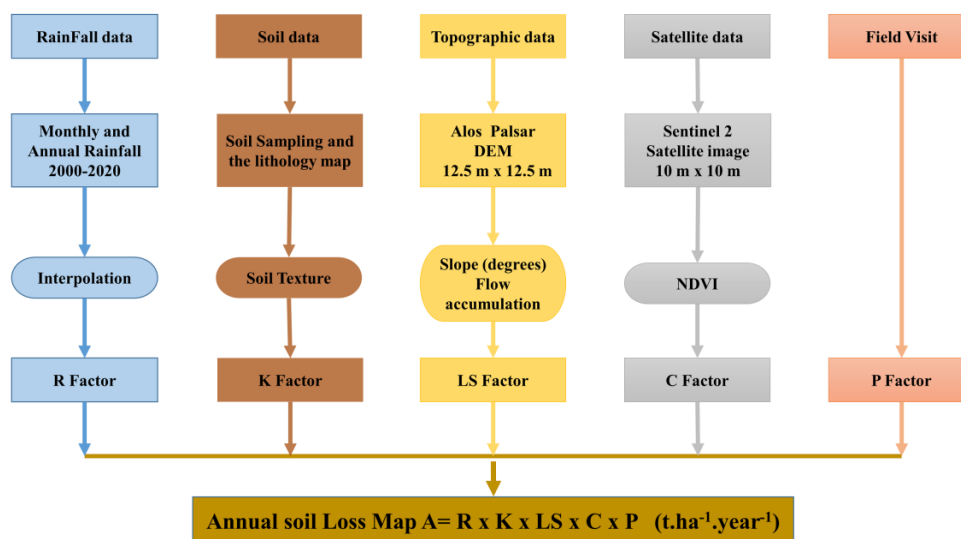 RainFall data
Soil data
Topographic data
Satellite data
Field Visit
Monthly and
Annual Rainfall
2000-2020
Soil Sampling and
the lithology map
Alos Palsar
DEM
12.5 m x 12.5 m
Sentinel 2
Satellite image
10 m x 10 m
Interpolation
Soil Texture
Slope (degrees)
Flow
accumulation
NDVI
R Factor
K Factor
LS Factor
C Factor
P Factor
Annual soil Loss Map A= R x K x LS x C x P (t.ha⁻¹.year⁻¹)